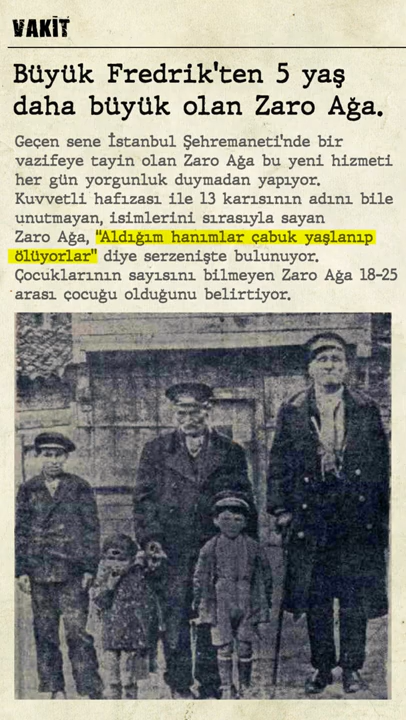 VAKİT
Büyük Fredrik'ten 5 yaş
daha büyük olan Zaro Ağa.
Geçen sene İstanbul Şehremaneti'nde bir
vazifeye tayin olan Zaro Ağa bu yeni hizmeti
her gün yorgunluk duymadan yapıyor.
Kuvvetli hafızası ile 13 karısının adını bile
unutmayan, isimlerini sırasıyla sayan
Zaro Ağa, "Aldığım hanımlar çabuk yaşlanıp
ölüyorlar" diye serzenişte bulunuyor.
Çocuklarının sayısını bilmeyen Zaro Ağa 18-25
arası çocuğu olduğunu belirtiyor.